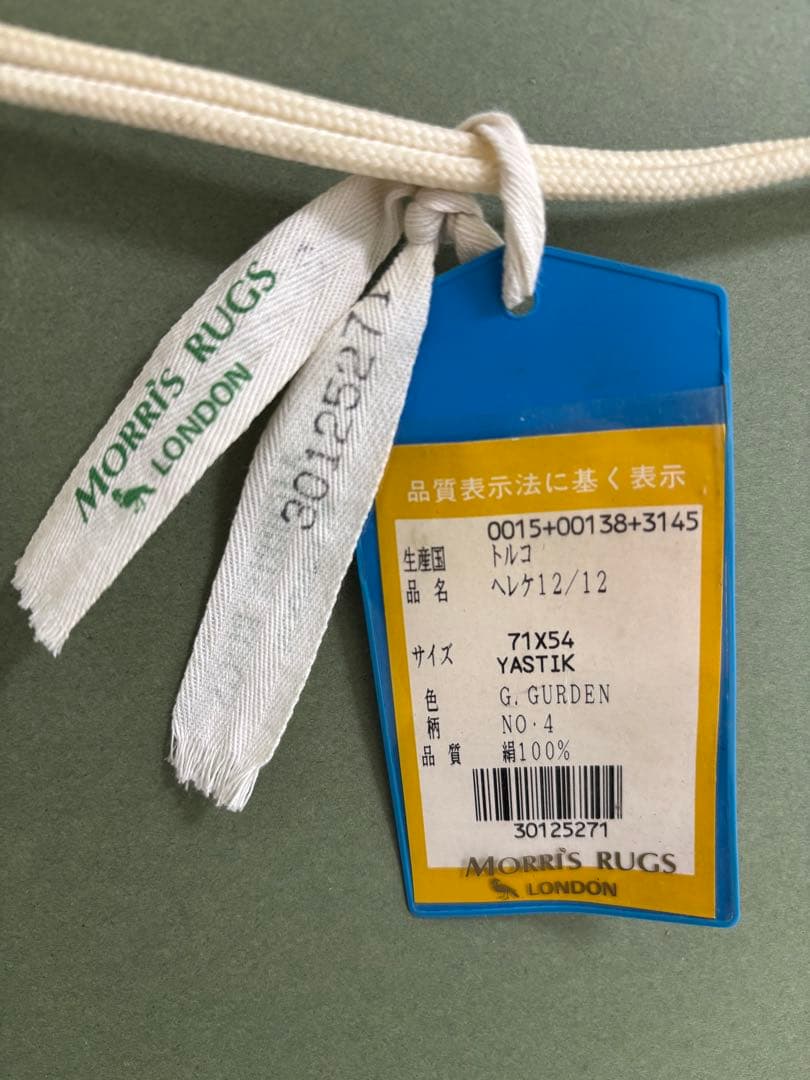 MORRIS RUGS
LONDON
30125271
品質表示法に基く表示
0015+00138+3145
生産国 トルコ
品名 ヘレケ12/12
サイズ 71X54
YASTIK
色 G.GURDEN
柄 NO・4
品質 絹100%
30125271
MORRIS RUGS
LONDON